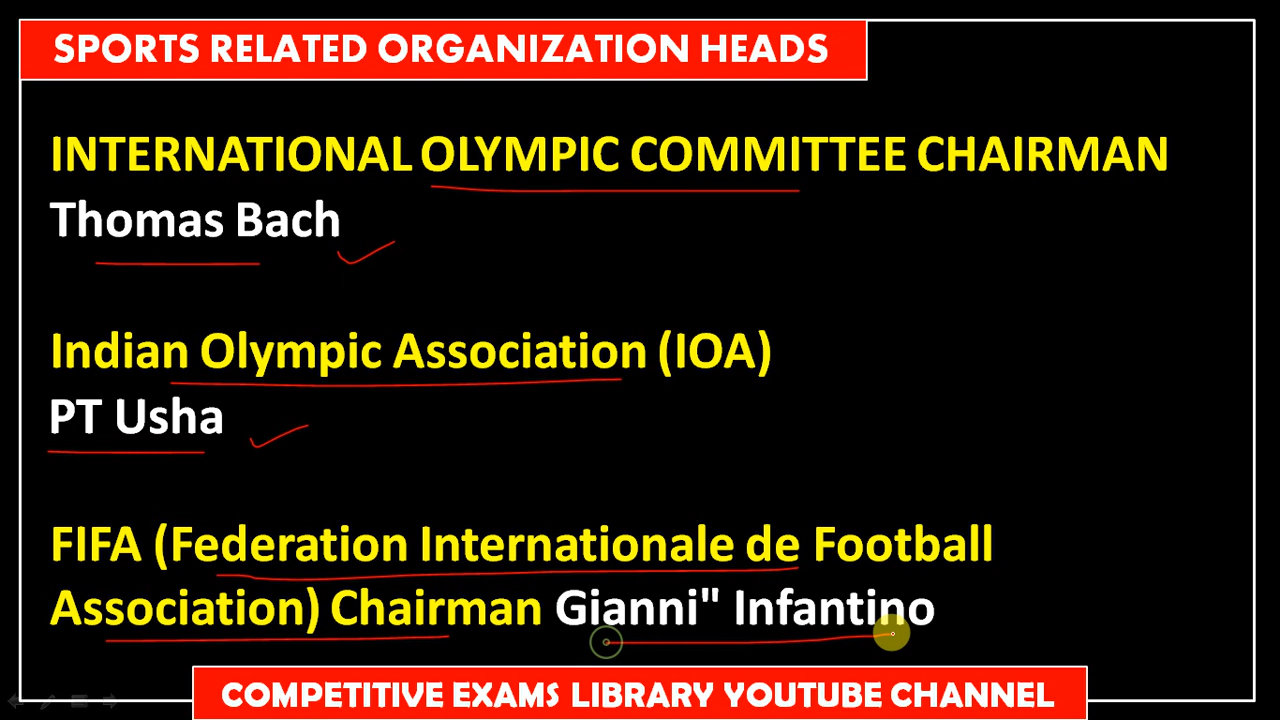 SPORTS RELATED ORGANIZATION HEADS
INTERNATIONAL OLYMPIC COMMITTEE CHAIRMAN
Thomas Bach
Indian Olympic Association (IOA)
PT Usha
FIFA (Federation Internationale de Football
Association) Chairman Gianni" Infantino
COMPETITIVE EXAMS LIBRARY YOUTUBE CHANNEL